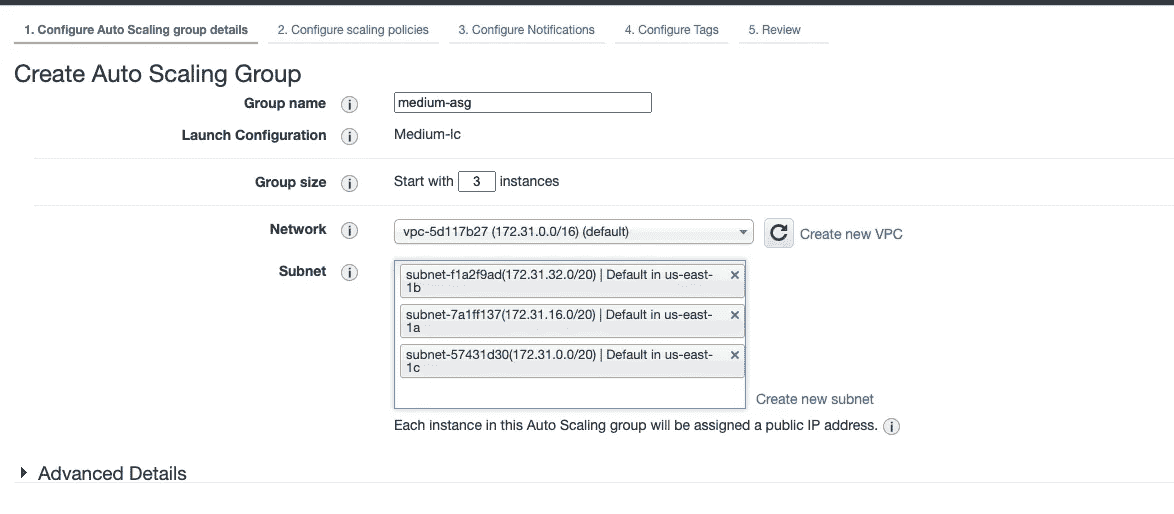 1. Configure Auto Scaling group details 2. Configure scaling policies 3. Configure Notifications 4. Configure Tags 5. Review
Create Auto Scaling Group
Group name i medium-asg
Launch Configuration i Medium-lc
Group size i Start with 3 instances
Network i vpc-5d117b27 (172.31.0.0/16) (default) Create new VPC
Subnet i subnet-f1a2f9ad(172.31.32.0/20) | Default in us-east- ×
1b
subnet-7a1ff137(172.31.16.0/20) | Default in us-east- ×
1a
subnet-57431d30(172.31.0.0/20) | Default in us-east- ×
1c
Create new subnet
Each instance in this Auto Scaling group will be assigned a public IP address. i
Advanced Details